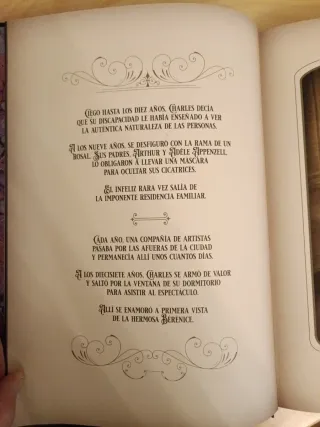 Ciego hasta los diez años, Charles decía
que su discapacidad le había enseñado a ver
la auténtica naturaleza de las personas.
A los nueve años, se desfiguró con la rama de un
rosal. Sus padres, Arthur y Adèle Appenzell,
lo obligaron a llevar una máscara
para ocultar sus cicatrices.
El infeliz rara vez salía de
la imponente residencia familiar.
Cada año, una compañía de artistas
pasaba por las afueras de la ciudad
y permanecía allí unos cuantos días.
A los diecisiete años, Charles se armó de valor
y saltó por la ventana de su dormitorio
para asistir al espectáculo.
Allí se enamoró a primera vista
de la hermosa Berenice.